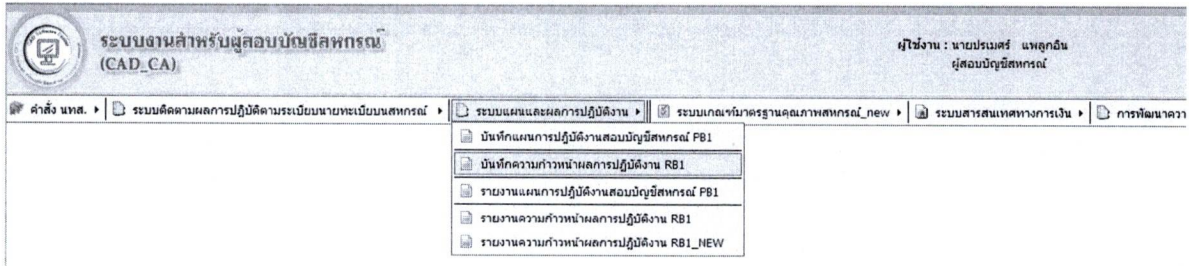 ระบบงานสำหรับผู้สอบบัญชีสหกรณ์
(CAD_CA)
ผู้ใช้งาน : นายปรเมศร์ แพลูกอิน
ผู้สอบบัญชีสหกรณ์
คำสั่ง นทส. ระบบติดตามผลการปฏิบัติตามระเบียบนายทะเบียนสหกรณ์ ระบบแผนและผลการปฏิบัติงาน ระบบเกณฑ์มาตรฐานคุณภาพสหกรณ์_new ระบบสารสนเทศทางการเงิน การพัฒนาควา
บันทึกแผนการปฏิบัติงานสอบบัญชีสหกรณ์ PB1
บันทึกความก้าวหน้าผลการปฏิบัติงาน RB1
รายงานแผนการปฏิบัติงานสอบบัญชีสหกรณ์ PB1
รายงานความก้าวหน้าผลการปฏิบัติงาน RB1
รายงานความก้าวหน้าผลการปฏิบัติงาน RB1_NEW